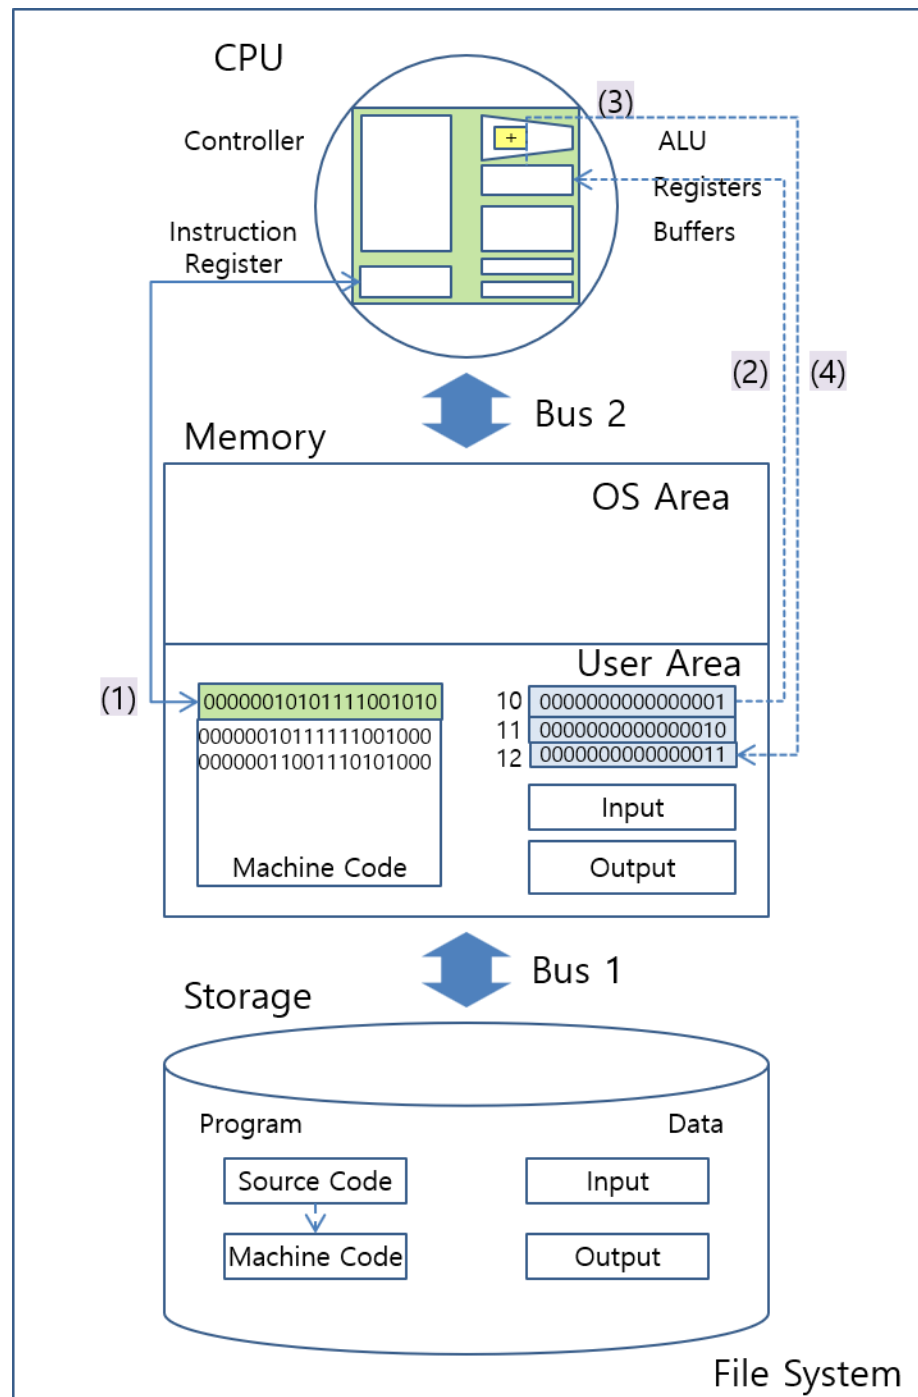 CPU
(3)
Controller
+
ALU
Registers
Instruction
Register
Buffers
(2)
(4)
Bus 2
Memory
OS Area
User Area
(1)
00000010101111001010
10
0000000000000001
00000010111111001000
11
0000000000000010
00000011001110101000
12
0000000000000011
Input
Machine Code
Output
Bus 1
Storage
Program
Data
Source Code
Input
Machine Code
Output
File System